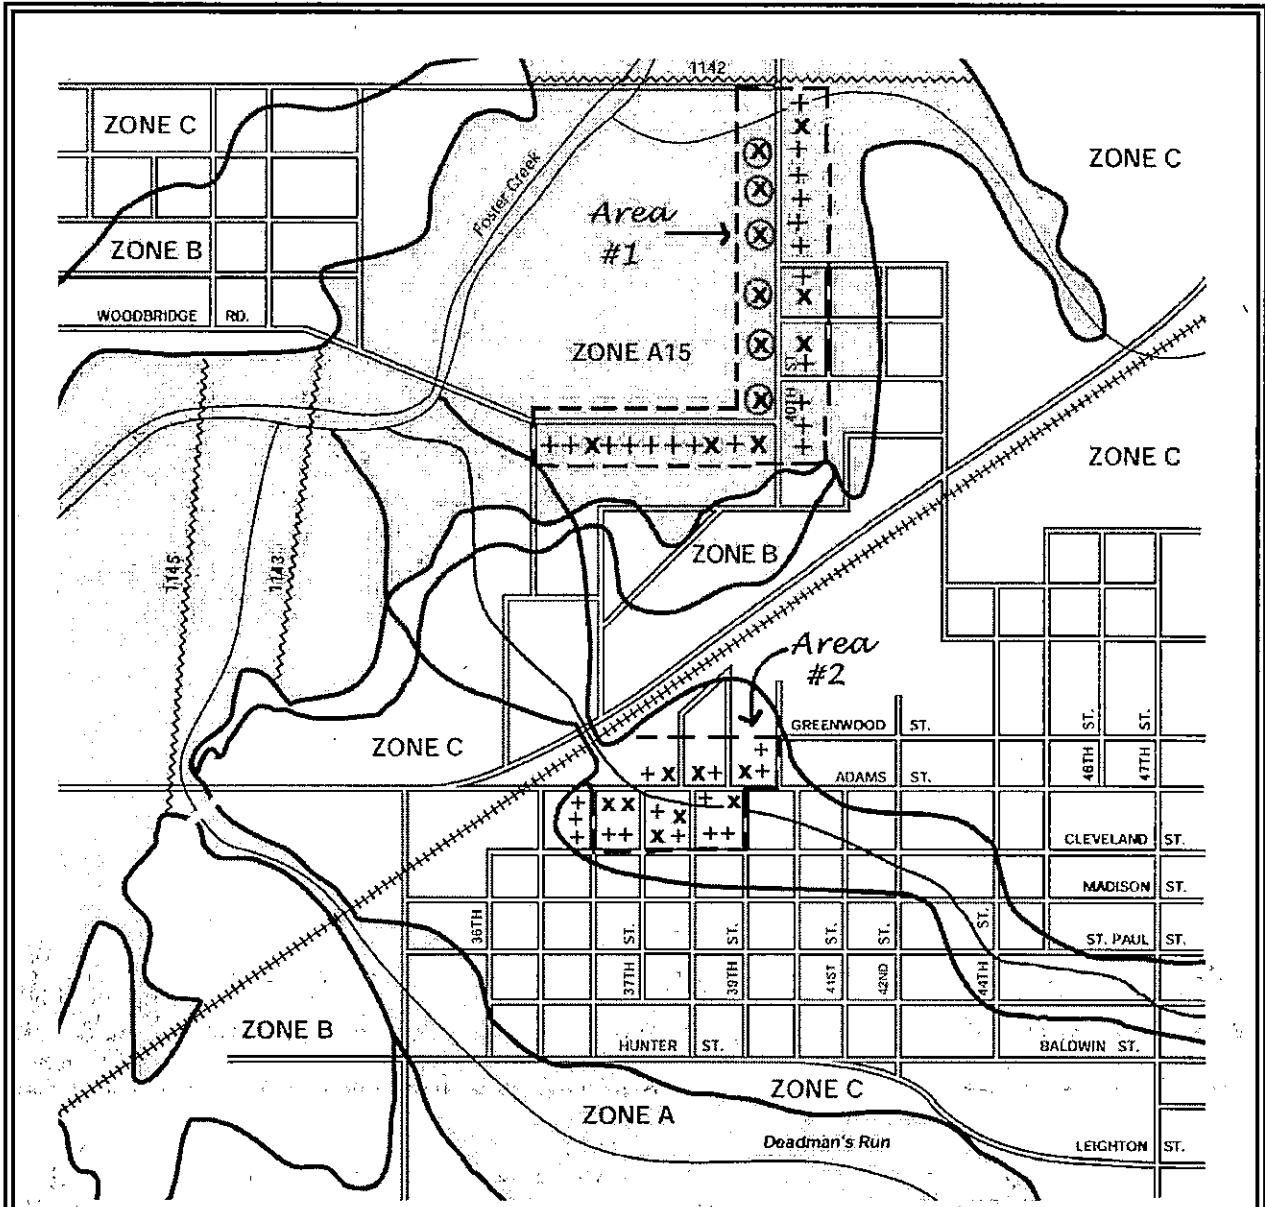 1142
ZONE C
ZONE C
Foster Creek
Area
#1
ZONE B
WOODBRIDGE RD.
ZONE A15
40TH ST.
ZONE C
1145
1143
ZONE B
Area
#2
GREENWOOD ST.
46TH ST.
47TH ST.
ZONE C
ADAMS ST.
CLEVELAND ST.
MADISON ST.
36TH
37TH ST.
39TH ST.
41ST ST.
42ND ST.
44TH ST.
ST. PAUL ST.
ZONE B
HUNTER ST.
BALDWIN ST.
ZONE C
ZONE A
Deadman's Run
LEIGHTON ST.